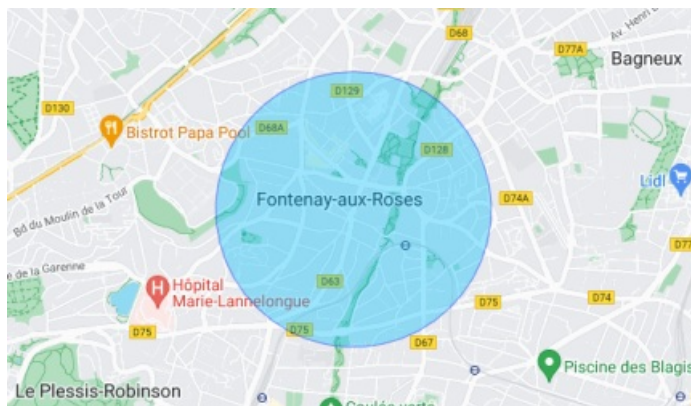 D68
Av. Henri
D77A
Bagneux
D130
D129
Bistrot Papa Pool
D68A
D128
Lidl
Fontenay-aux-Roses
D74A
Bd du Moulin de la Tour
e de la Garenne
Hôpital
Marie-Lannelongue
D63
D77
D75
D74
D75
D75
D67
Piscine des Blagis
Le Plessis-Robinson
Coulée verte